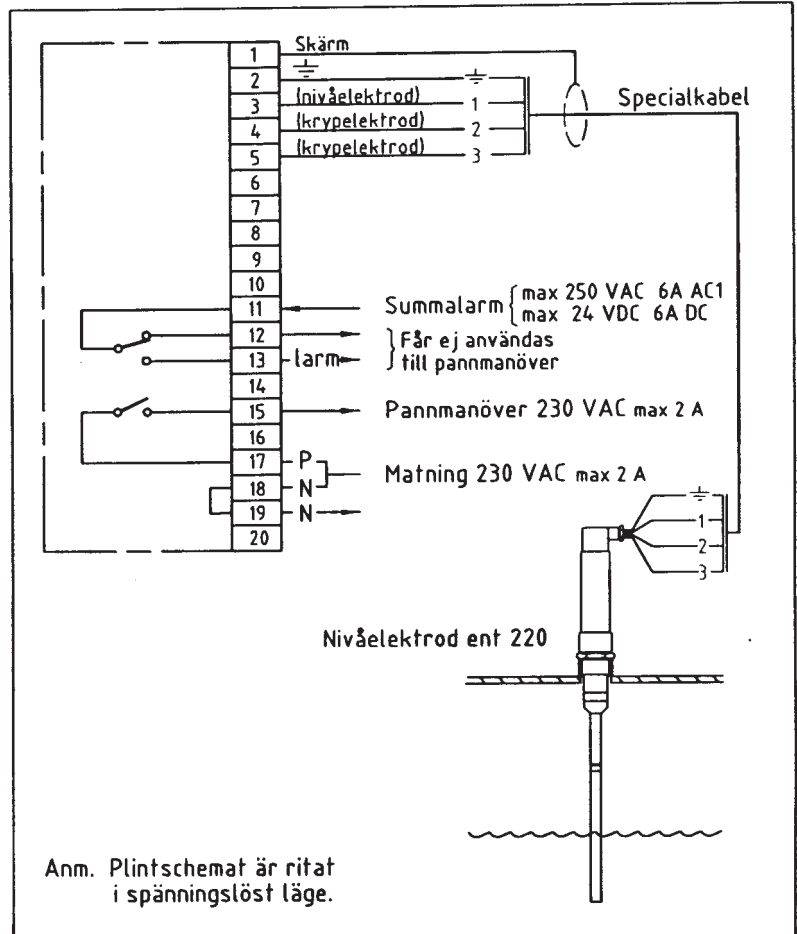 1 Skärm
2
3 (nivåelektrod) 1
4 (krypelektrod) 2
5 (krypelektrod) 3
Specialkabel
6
7
8
9
10
11 Summalarm max 250 VAC 6A AC1
max 24 VDC 6A DC
12 Får ej användas
13 larm till pannmanöver
14
15 Pannmanöver 230 VAC max 2 A
16
17 P
Matning 230 VAC max 2 A
18 N
19 N
20
1
2
3
Nivåelektrod ent 220
Anm. Plintschemat är ritat
i spänningslöst läge.